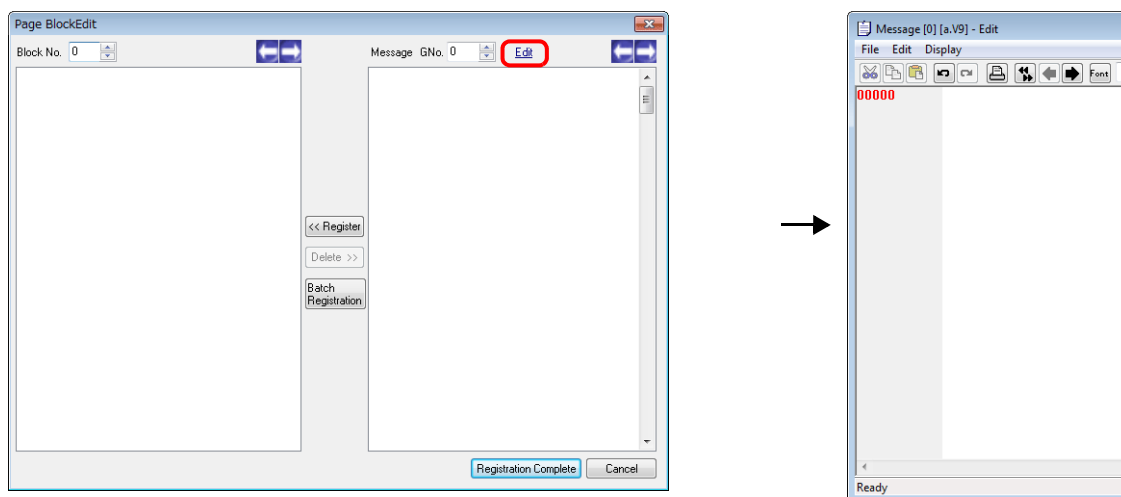 Page BlockEdit
Block No. 0
Message GNo. 0 Edit
<< Register
Delete >>
Batch
Registration
Registration Complete Cancel
Message [0] [a.V9] - Edit
File Edit Display
Font
00000
Ready